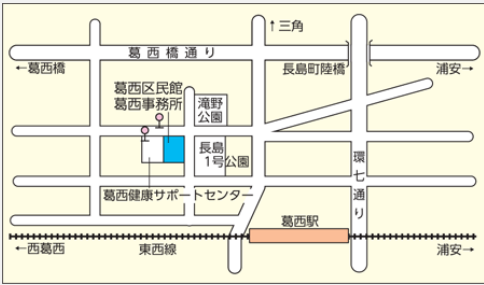 ↑三角
葛西橋通り
←葛西橋
長島町陸橋
浦安→
葛西区民館
葛西事務所
滝野
公園
長島
1号公園
環七通り
葛西健康サポートセンター
葛西駅
←西葛西
東西線
浦安→